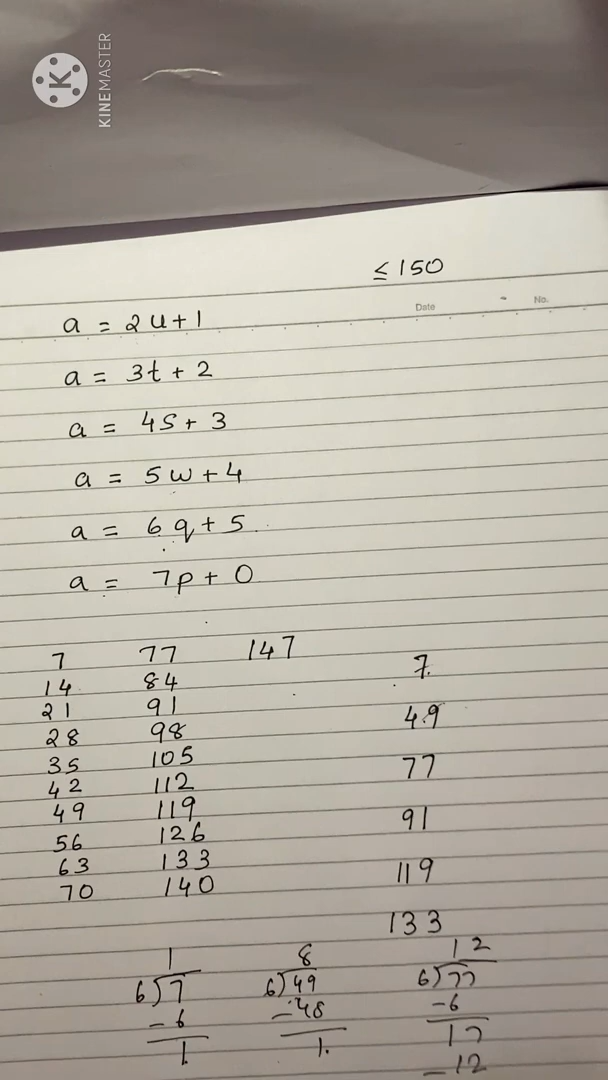 KINEMASTER
≤ 150
Date No.
a = 2u + 1
a = 3t + 2
a = 4s + 3
a = 5w + 4
a = 6q + 5
a = 7p + 0
7 77 147 7
14 84
21 91 49
28 98
35 105 77
42 112
49 119 91
56 126
63 133 119
70 140
133
1 8 12
6)7 6)49 6)77
-6 -48 -6
1 1 17
-12